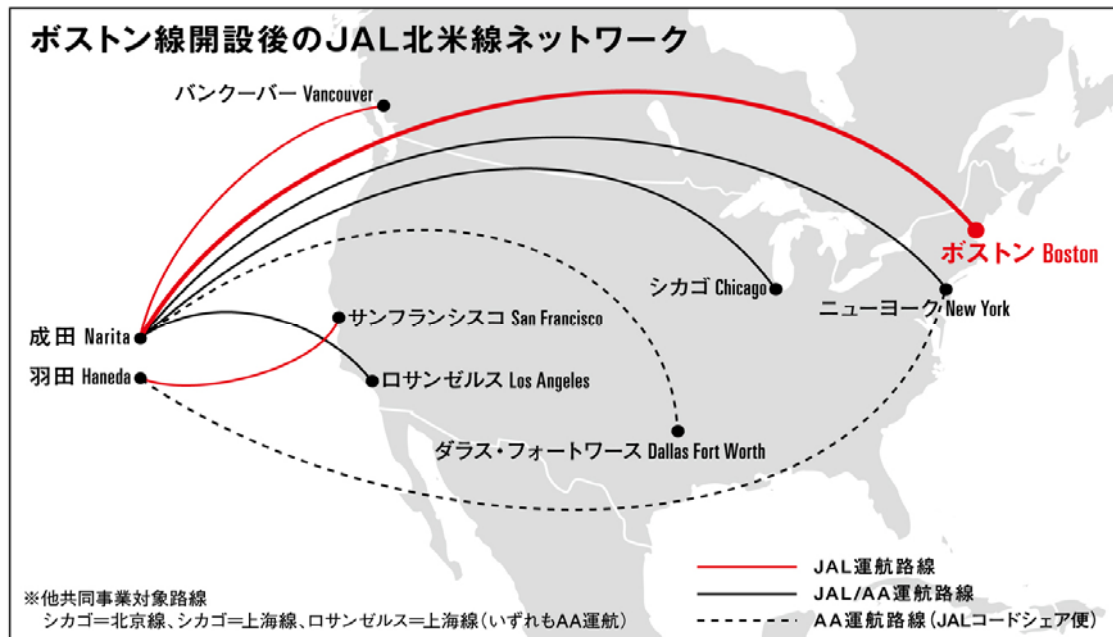 ボストン線開設後のJAL北米線ネットワーク
バンクーバー Vancouver
ボストン Boston
シカゴ Chicago
ニューヨーク New York
サンフランシスコ San Francisco
成田 Narita
羽田 Haneda
ロサンゼルス Los Angeles
ダラス・フォートワース Dallas Fort Worth
JAL運航路線
JAL/AA運航路線
AA運航路線(JALコードシェア便)
※他共同事業対象路線
シカゴ=北京線、シカゴ=上海線、ロサンゼルス=上海線(いずれもAA運航)